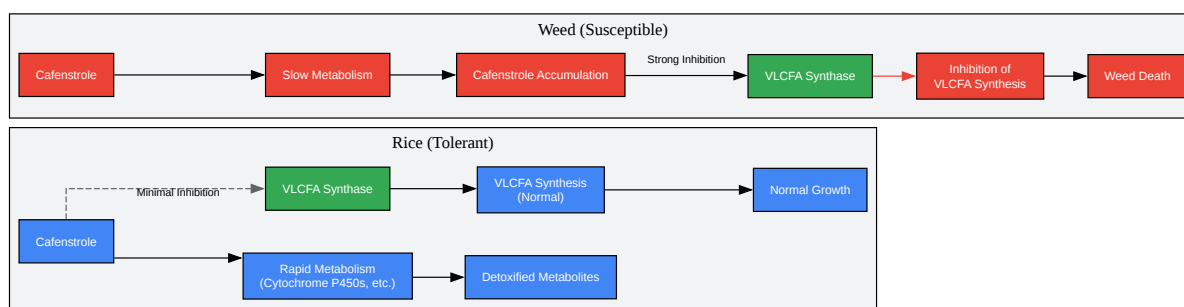 Weed (Susceptible)
Cafenstrole
Slow Metabolism
Cafenstrole Accumulation
Strong Inhibition
VLCFA Synthase
Inhibition of
VLCFA Synthesis
Weed Death
Rice (Tolerant)
Minimal Inhibition
VLCFA Synthase
VLCFA Synthesis
(Normal)
Normal Growth
Cafenstrole
Rapid Metabolism
(Cytochrome P450s, etc.)
Detoxified Metabolites